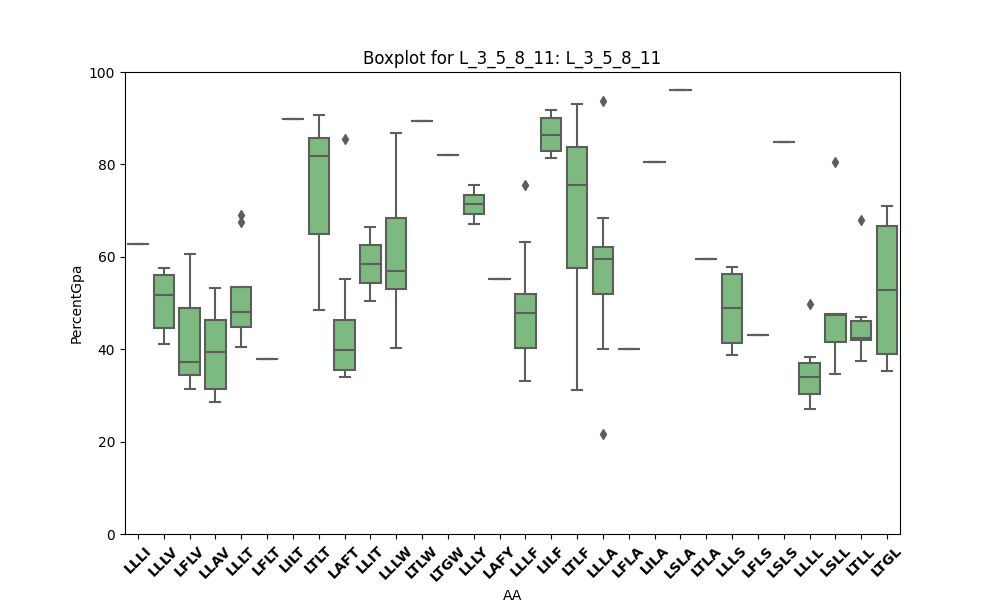 Boxplot for L_3_5_8_11: L_3_5_8_11
100
80
60
40
20
0
PercentGpa
LLLI LLLV LFLV LLAV LLLT LFLT LILT LTLT LAFT LLIT LLLW LTLW LTGW LLLY LAFY LLLF LILF LTLF LLLA LFLA LILA LSLA LTLA LLLS LFLS LSLS LLLL LSLL LTLL LTGL
AA